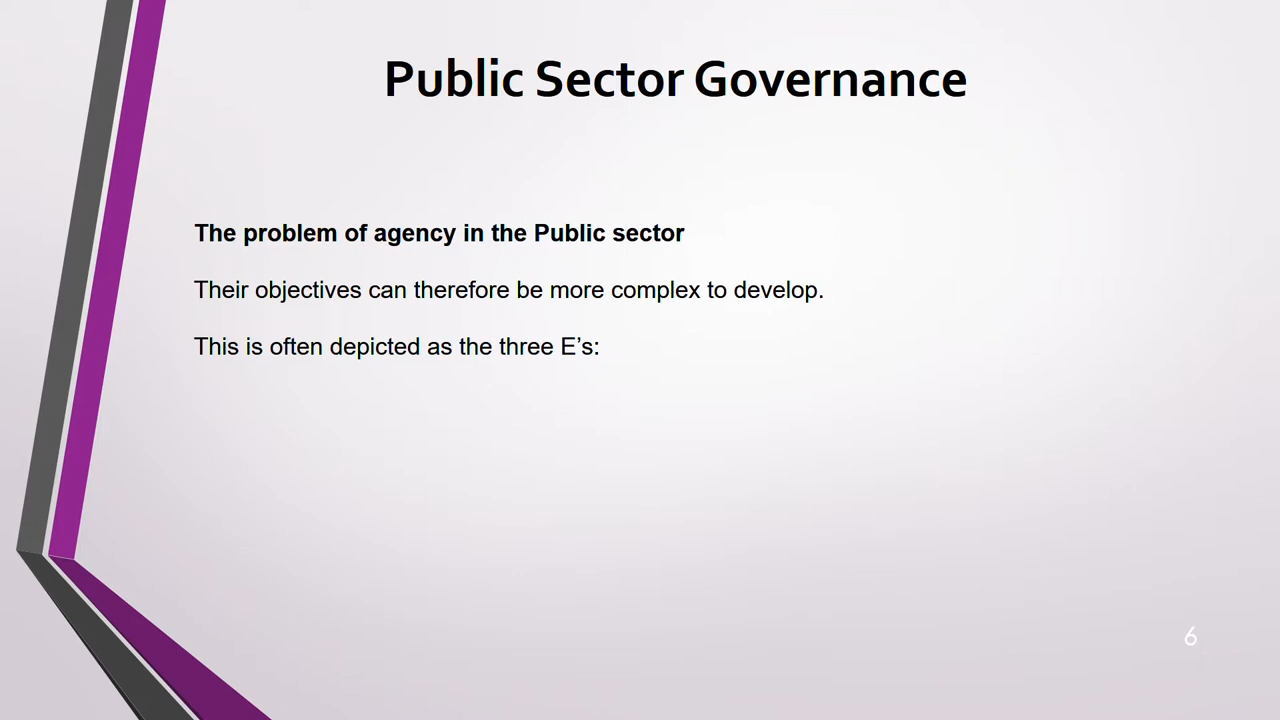 Public Sector Governance
The problem of agency in the Public sector
Their objectives can therefore be more complex to develop.
This is often depicted as the three E’s:
6